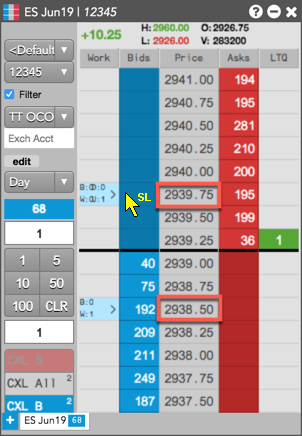 ES Jun19 | 12345
+10.25 H: 2960.00 O: 2926.75
L: 2926.00 V: 283200
Work Bids Price Asks LTQ
<Default
12345
Filter
TT OCO
Exch Acct
edit
Day
68
1
1 5
10 50
100 CLR
1
CXL S
CXL All 2
CXL B 2
2941.00 194
2940.75 195
2940.50 281
2940.25 210
2940.00 200
B:0
W:1 SL 2939.75 195
2939.50 199
2939.25 36 1
40 2939.00
75 2938.75
B:0
W:1 192 2938.50
209 2938.25
211 2938.00
249 2937.75
187 2937.50
+ ES Jun19 68